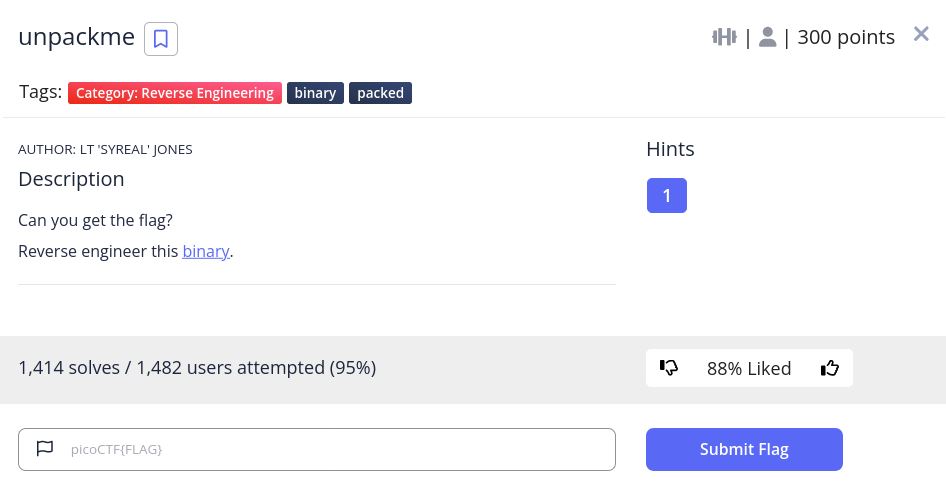 unpackme
| | 300 points
Tags: Category: Reverse Engineering binary packed
AUTHOR: LT 'SYREAL' JONES
Description
Can you get the flag?
Reverse engineer this binary.
Hints
1
1,414 solves / 1,482 users attempted (95%)
88% Liked
picoCTF{FLAG}
Submit Flag